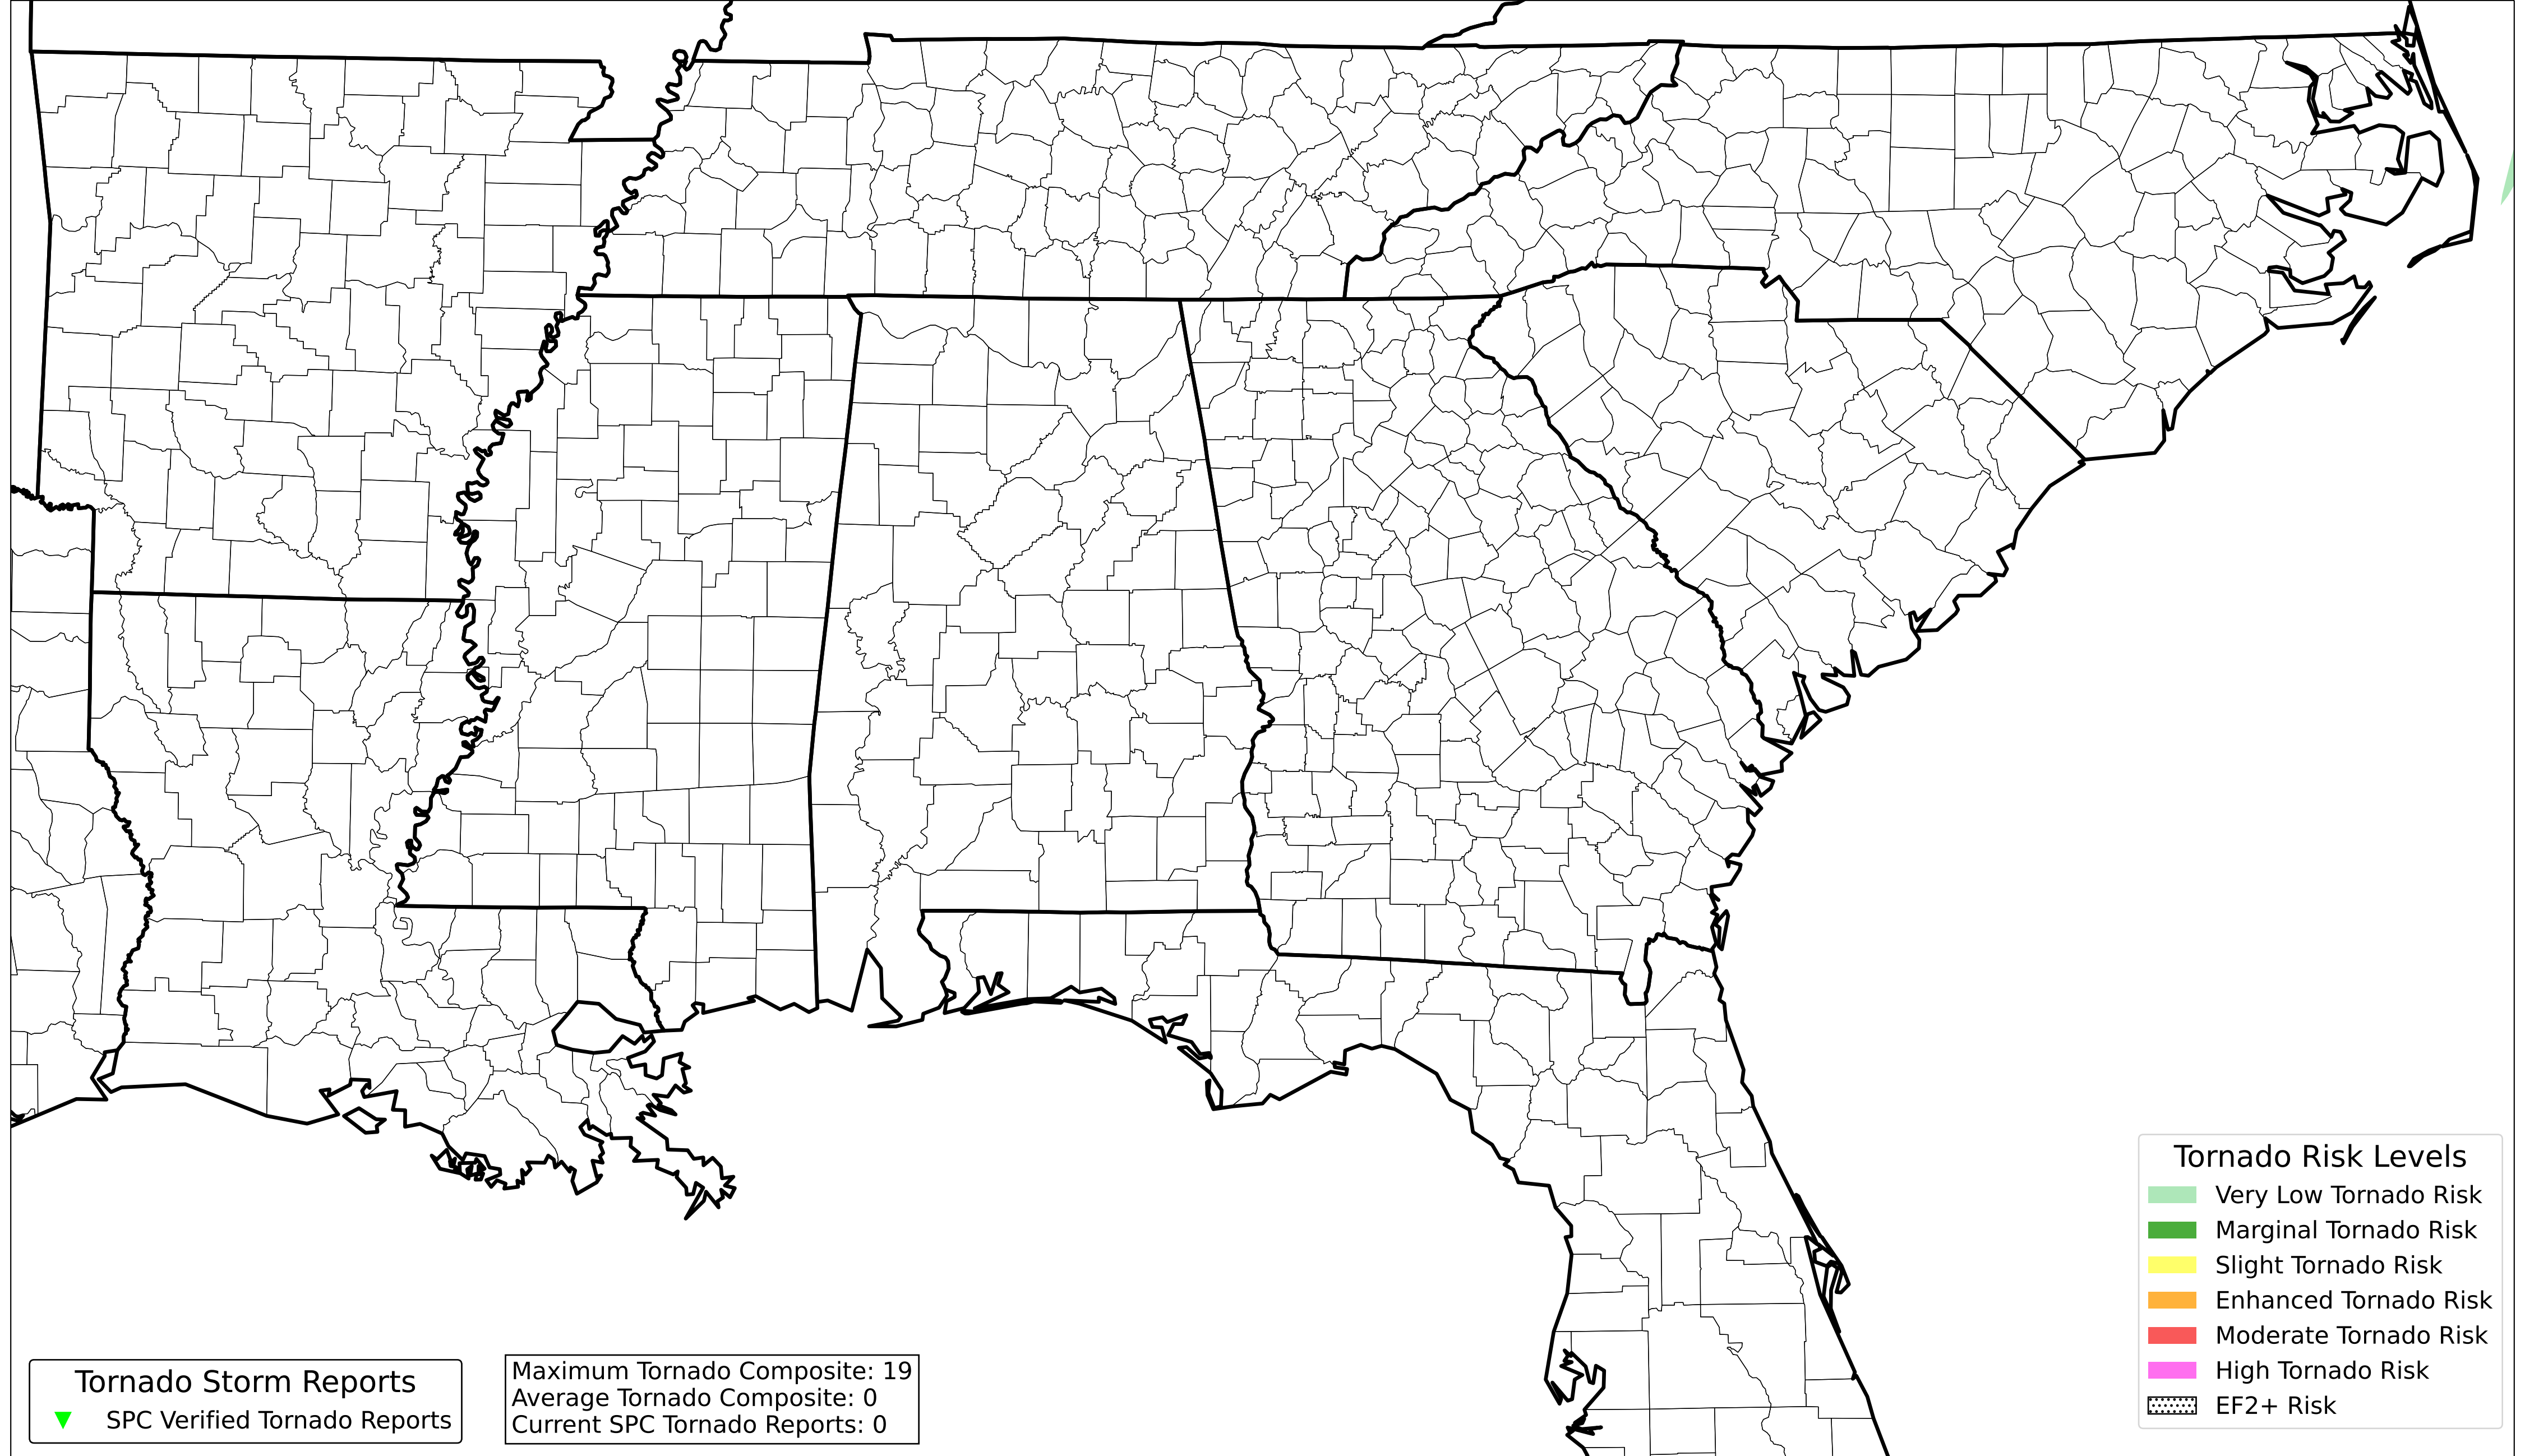 Tornado Risk Levels
Very Low Tornado Risk
Marginal Tornado Risk
Slight Tornado Risk
Enhanced Tornado Risk
Moderate Tornado Risk
High Tornado Risk
EF2+ Risk
Tornado Storm Reports
SPC Verified Tornado Reports
Maximum Tornado Composite: 19
Average Tornado Composite: 0
Current SPC Tornado Reports: 0